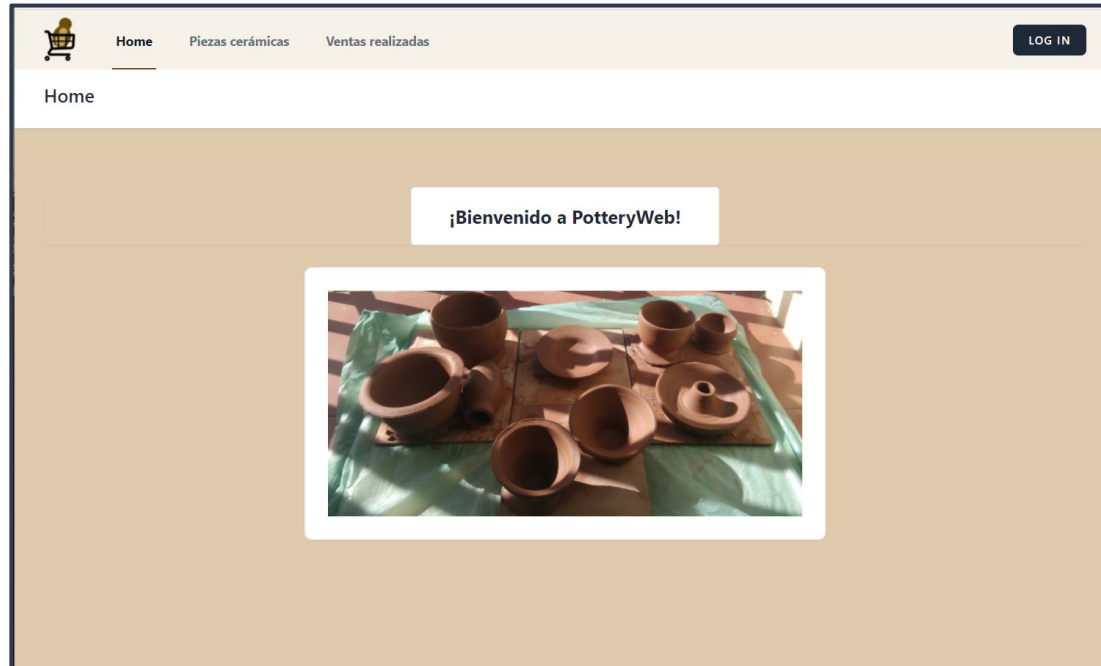 Home Piezas cerámicas Ventas realizadas LOG IN
Home
¡Bienvenido a PotteryWeb!